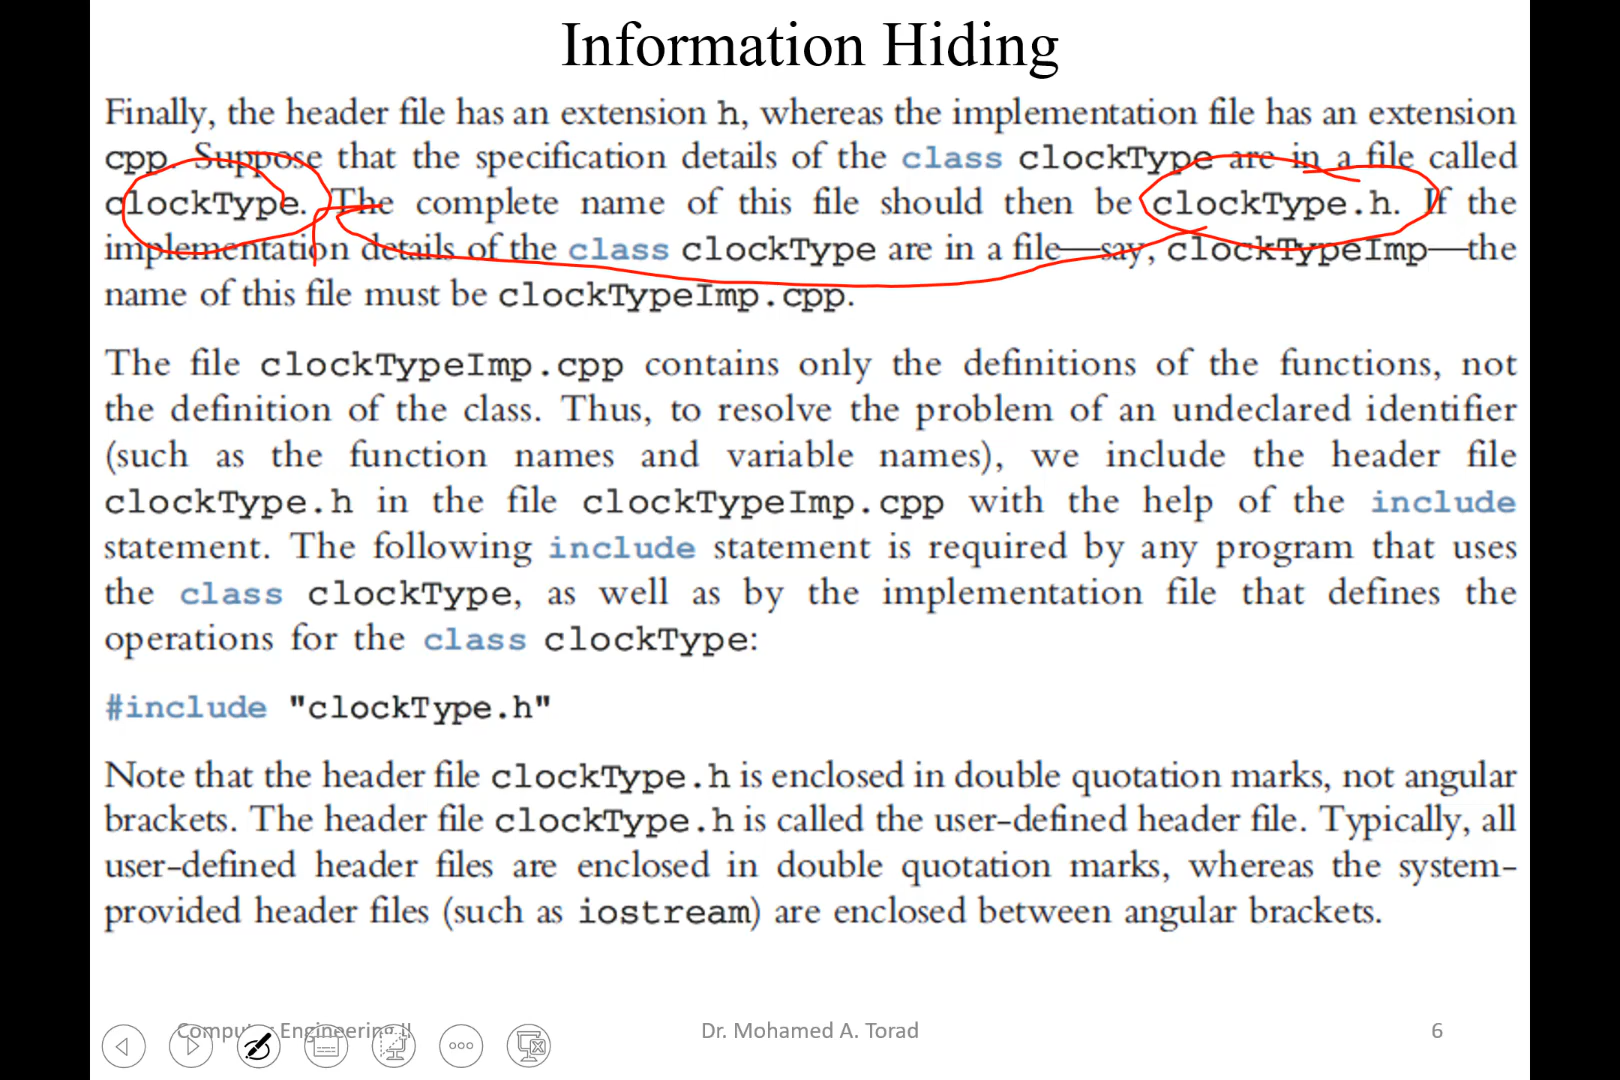 Information Hiding
Finally, the header file has an extension h, whereas the implementation file has an extension
cpp. Suppose that the specification details of the class clockType are in a file called
clockType. The complete name of this file should then be clockType.h. If the
implementation details of the class clockType are in a file—say, clockTypeImp—the
name of this file must be clockTypeImp.cpp.
The file clockTypeImp.cpp contains only the definitions of the functions, not
the definition of the class. Thus, to resolve the problem of an undeclared identifier
(such as the function names and variable names), we include the header file
clockType.h in the file clockTypeImp.cpp with the help of the include
statement. The following include statement is required by any program that uses
the class clockType, as well as by the implementation file that defines the
operations for the class clockType:
#include "clockType.h"
Note that the header file clockType.h is enclosed in double quotation marks, not angular
brackets. The header file clockType.h is called the user-defined header file. Typically, all
user-defined header files are enclosed in double quotation marks, whereas the system-
provided header files (such as iostream) are enclosed between angular brackets.
Computer Engineering II
Dr. Mohamed A. Torad
6